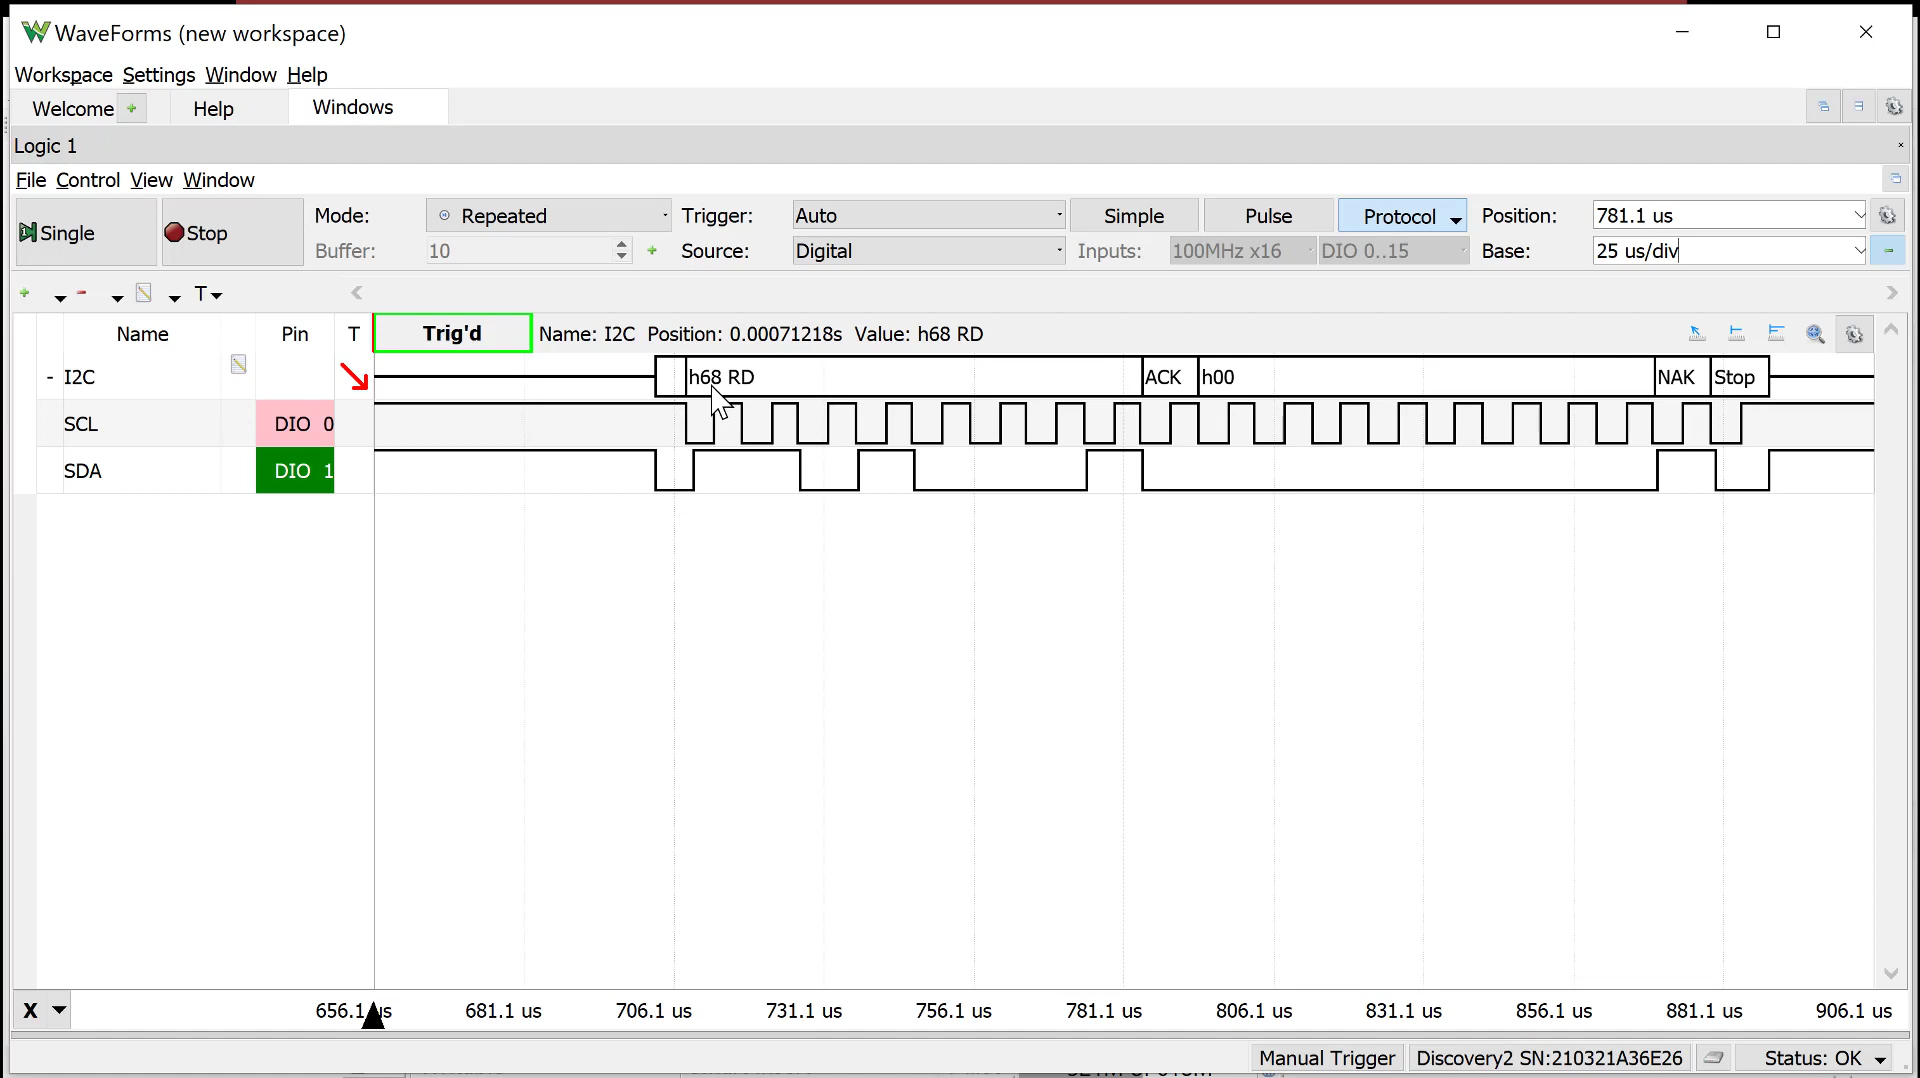 WaveForms (new workspace)
Workspace Settings Window Help
Welcome + Help Windows
Logic 1
File Control View Window
Single Stop Mode: Repeated Trigger: Auto Simple Pulse Protocol Position: 781.1 us
Buffer: 10 Source: Digital Inputs: 100MHz x16 DIO 0..15 Base: 25 us/div
T
Name Pin T Trig'd Name: I2C Position: 0.00071218s Value: h68 RD
- I2C h68 RD ACK h00 NAK Stop
SCL DIO 0
SDA DIO 1
X 656.1 us 681.1 us 706.1 us 731.1 us 756.1 us 781.1 us 806.1 us 831.1 us 856.1 us 881.1 us 906.1 us
Manual Trigger Discovery2 SN:210321A36E26 Status: OK